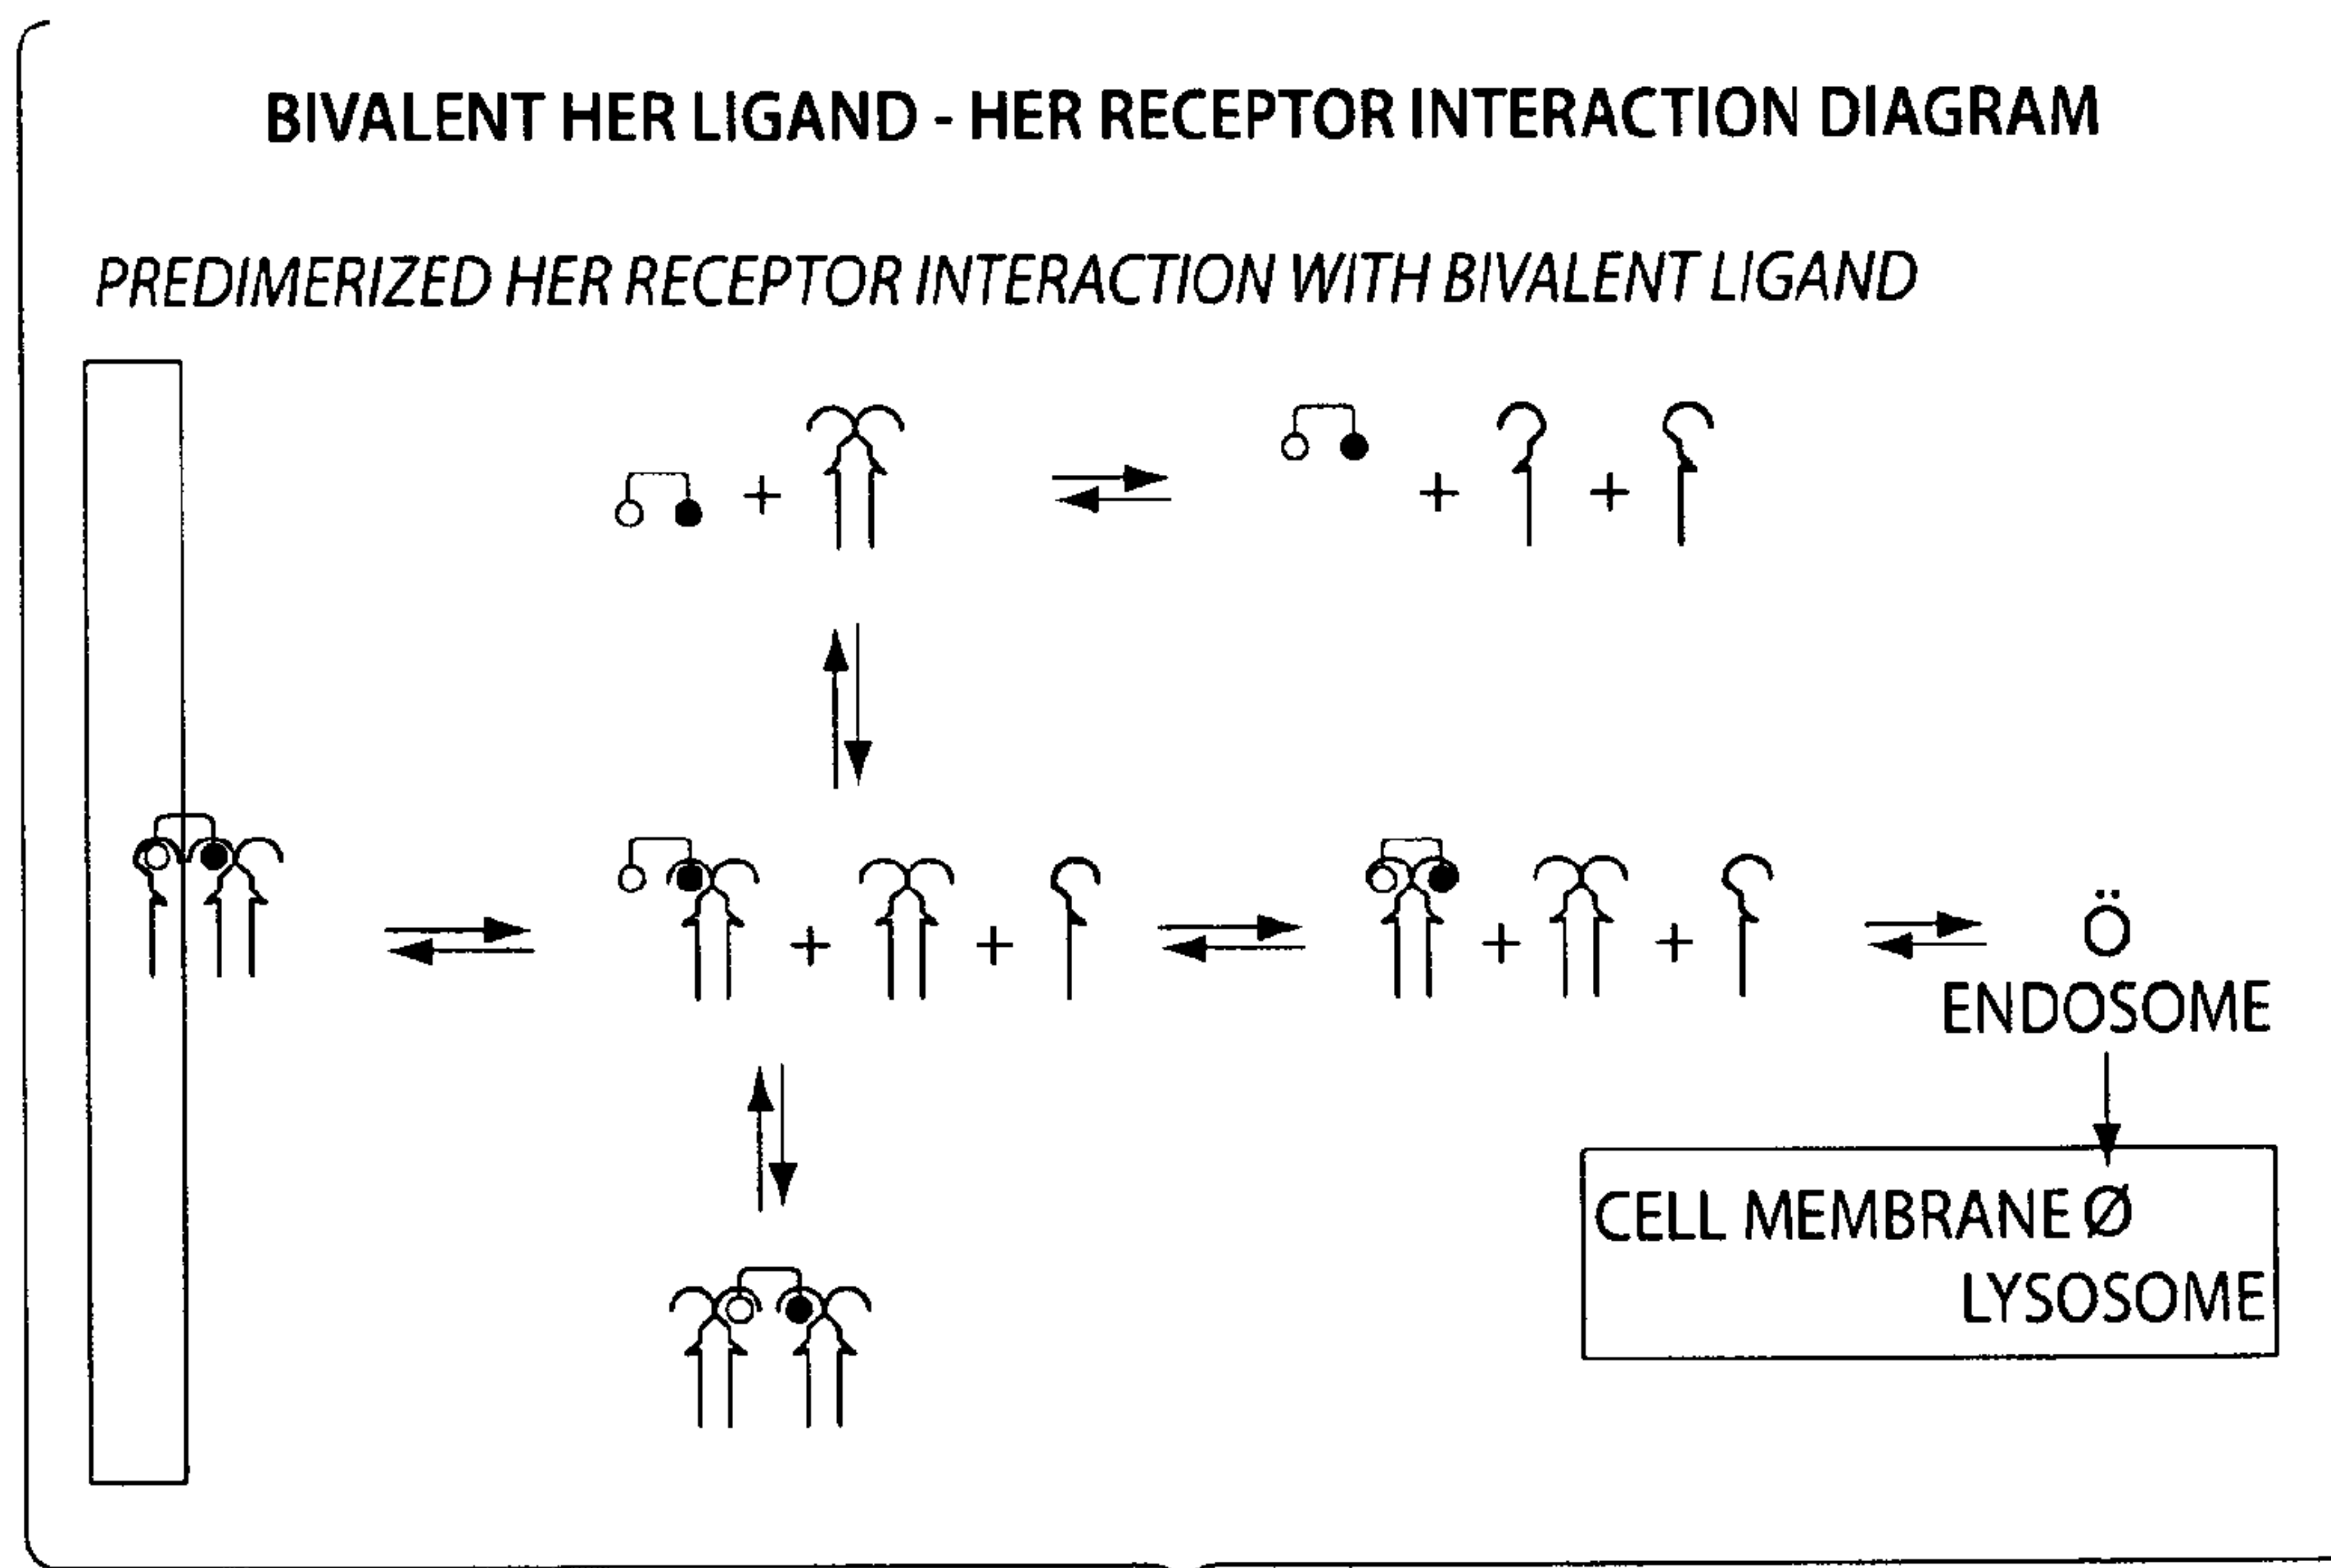 BIVALENT HER LIGAND - HER RECEPTOR INTERACTION DIAGRAM
PREDIMERIZED HER RECEPTOR INTERACTION WITH BIVALENT LIGAND
+
+
+
+
+
+
+
Ö
ENDOSOME
CELL MEMBRANE Ø
LYSOSOME